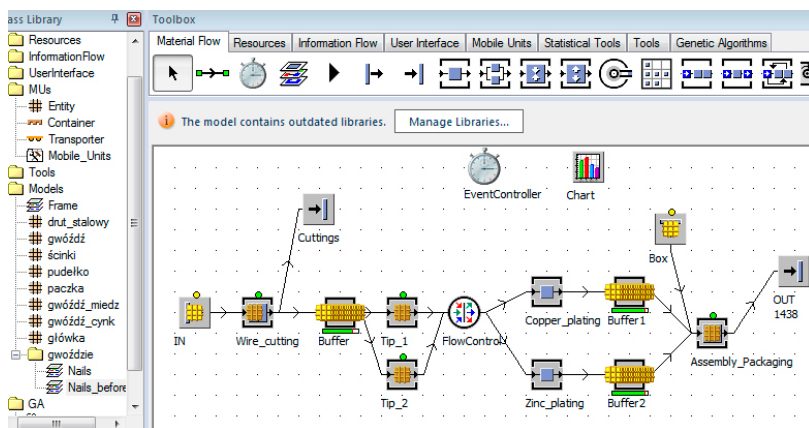 ass Library
Toolbox
Material Flow
Resources
Information Flow
User Interface
Mobile Units
Statistical Tools
Tools
Genetic Algorithms
Resources
InformationFlow
UserInterface
MUs
Entity
Container
Transporter
Mobile_Units
Tools
Models
Frame
drut_stalowy
gwóźdź
ścinki
pudełko
paczka
gwóźdź_miedz
gwóźdź_cynk
główka
gwoździe
Nails
Nails_before
GA
The model contains outdated libraries.
Manage Libraries...
EventController
Chart
Cuttings
Box
OUT
1438
IN
Wire_cutting
Buffer
Tip_1
FlowControl
Copper_plating
Buffer1
Assembly_Packaging
Tip_2
Zinc_plating
Buffer2